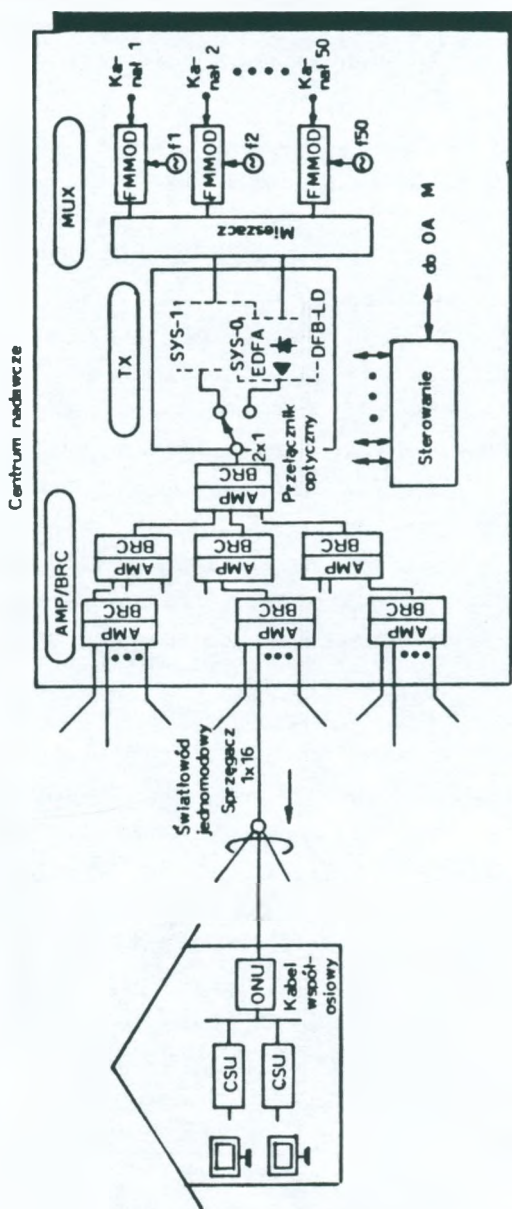 Centrum nadawcze
AMP/BRC
TX
MUX
Ka-
nał 1
Ka-
nał 2
Ka-
nał 50
FMMOD
FMMOD
FMMOD
f1
f2
f50
Mieszacz
SYS-1
SYS-0
EDFA
DFB-LD
2x1
Przełącznik
optyczny
Sterowanie
do OA M
AMP BRC
AMP BRC
AMP BRC
AMP BRC
AMP BRC
AMP BRC
AMP BRC
Światłowód
jednomodowy
Sprzęgacz
1x16
ONU
Kabel
współ-
osiowy
CSU
CSU